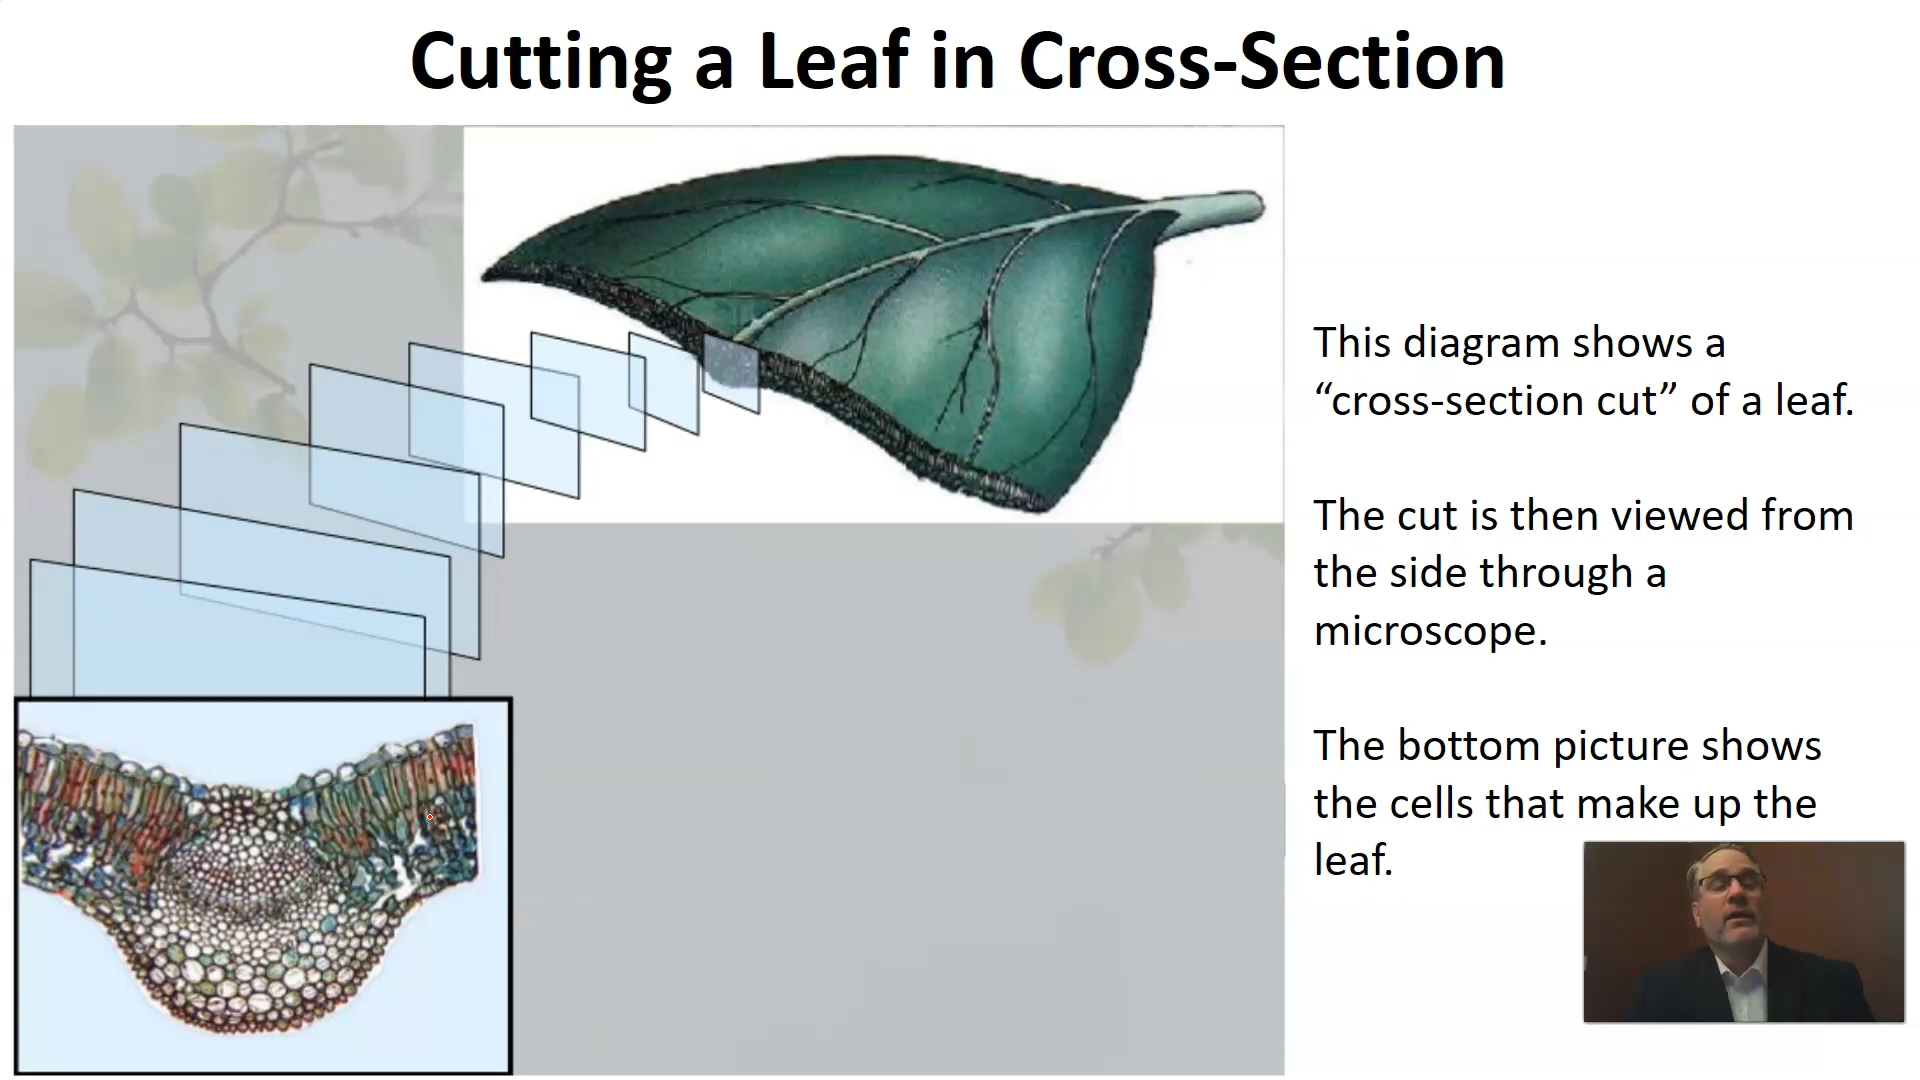 Cutting a Leaf in Cross-Section
This diagram shows a
“cross-section cut” of a leaf.
The cut is then viewed from
the side through a
microscope.
The bottom picture shows
the cells that make up the
leaf.